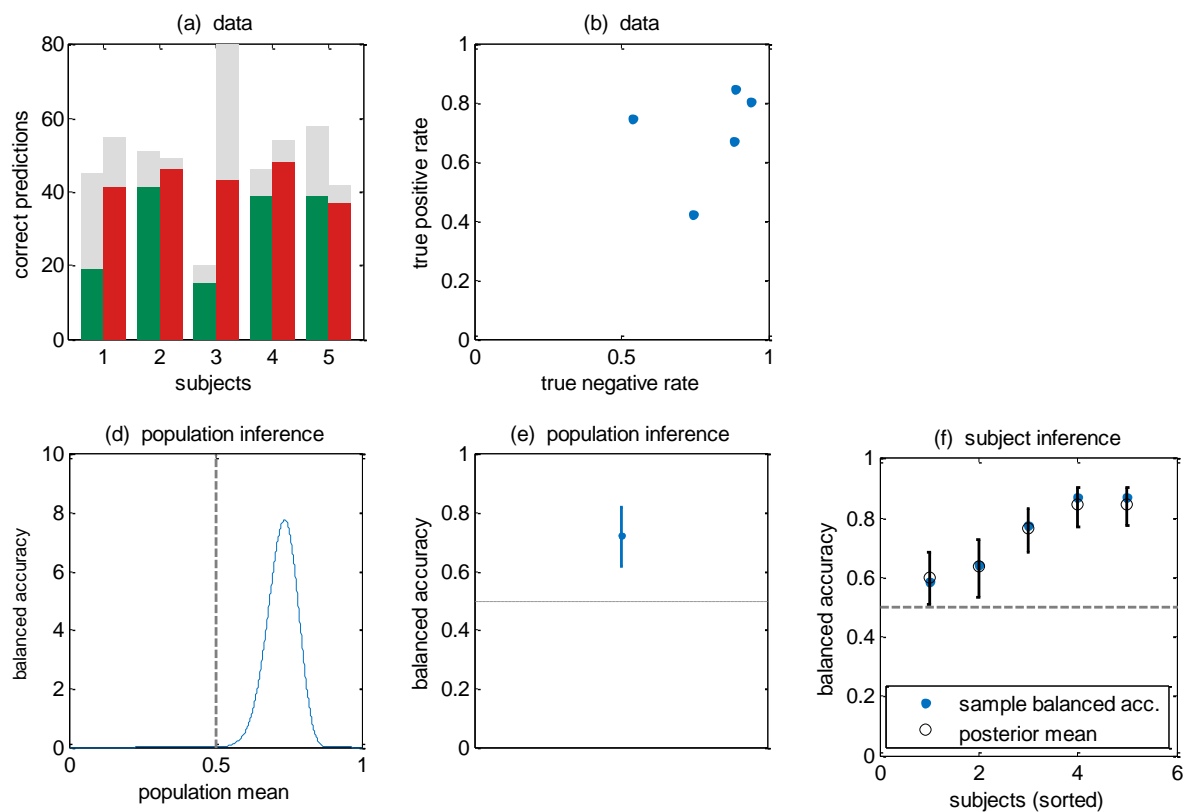 (a) data
80
60
40
20
0
correct predictions
1 2 3 4 5
subjects
(b) data
1
0.8
0.6
0.4
0.2
0
true positive rate
0 0.5 1
true negative rate
(d) population inference
10
8
6
4
2
0
balanced accuracy
0 0.5 1
population mean
(e) population inference
1
0.8
0.6
0.4
0.2
0
balanced accuracy
(f) subject inference
1
0.8
0.6
0.4
0.2
0
balanced accuracy
sample balanced acc.
posterior mean
0 2 4 6
subjects (sorted)